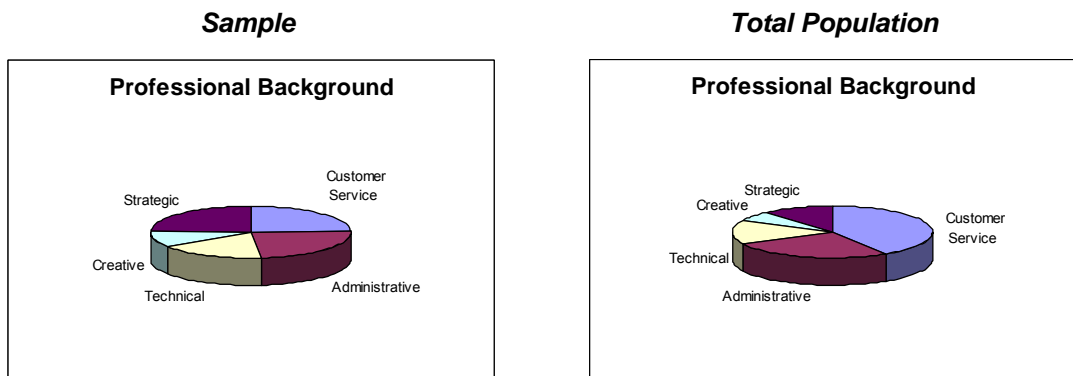 Sample
Professional Background
Customer
Service
Strategic
Creative
Technical
Administrative
Total Population
Professional Background
Strategic
Creative
Customer
Service
Technical
Administrative